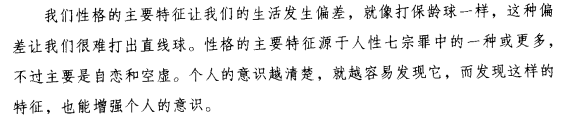 我们性格的主要特征让我们的生活发生偏差，就像打保龄球一样，这种偏
差让我们很难打出直线球。性格的主要特征源于人性七宗罪中的一种或更多，
不过主要是自恋和空虚。个人的意识越清楚，就越容易发现它，而发现这样的
特征，也能增强个人的意识。